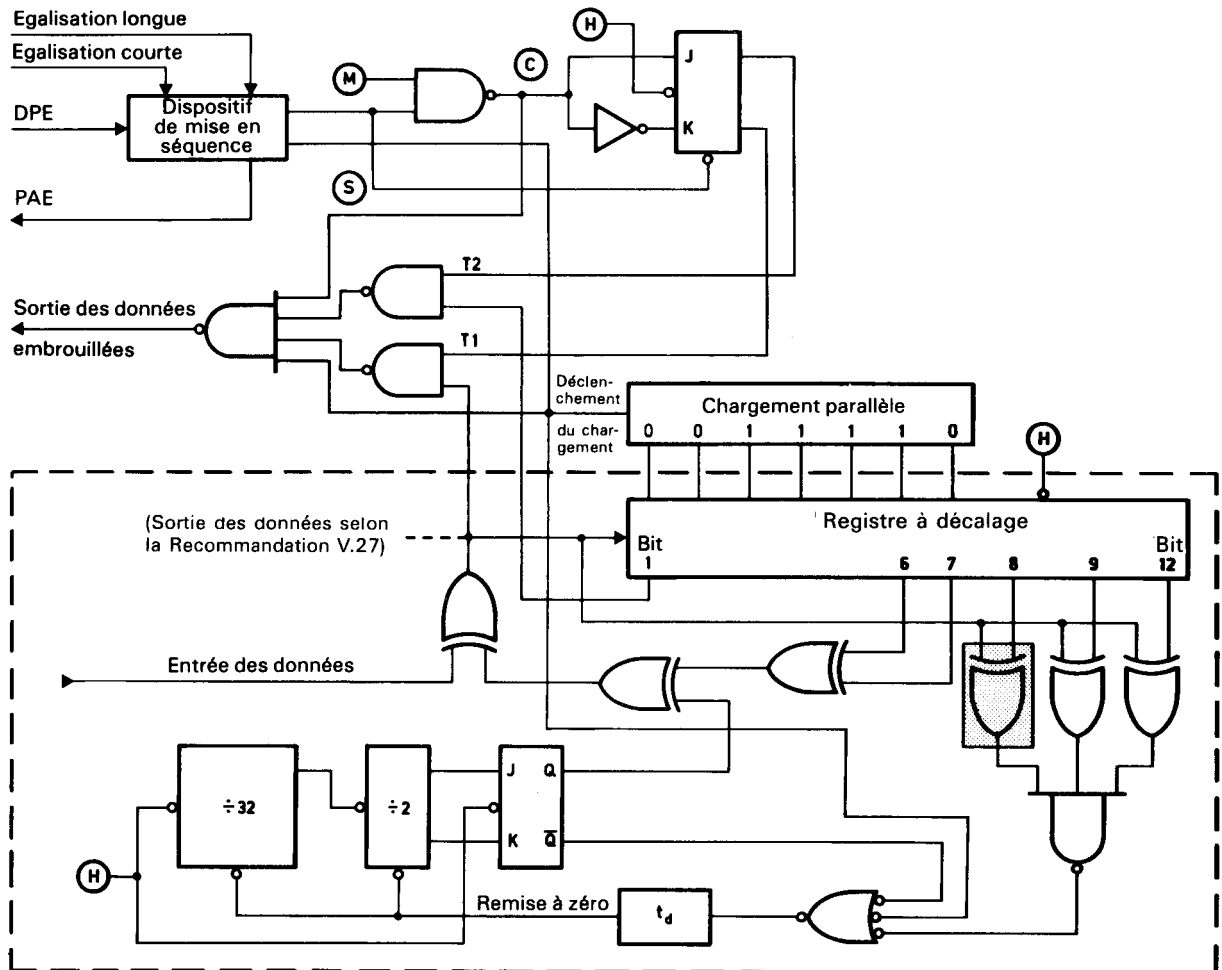 Egalisation longue
Egalisation courte
DPE
Dispositif
de mise en
séquence
PAE
M
C
H
J
K
S
T2
T1
Sortie des données
embrouillées
Déclen-
chement
du char-
gement
Chargement parallèle
0 0 1 1 1 1 0
H
(Sortie des données selon
la Recommandation V.27)
Registre à décalage
Bit
1
6
7
8
9
Bit
12
Entrée des données
÷32
÷2
J
Q
K
Q̅
H
Remise à zéro
t_d